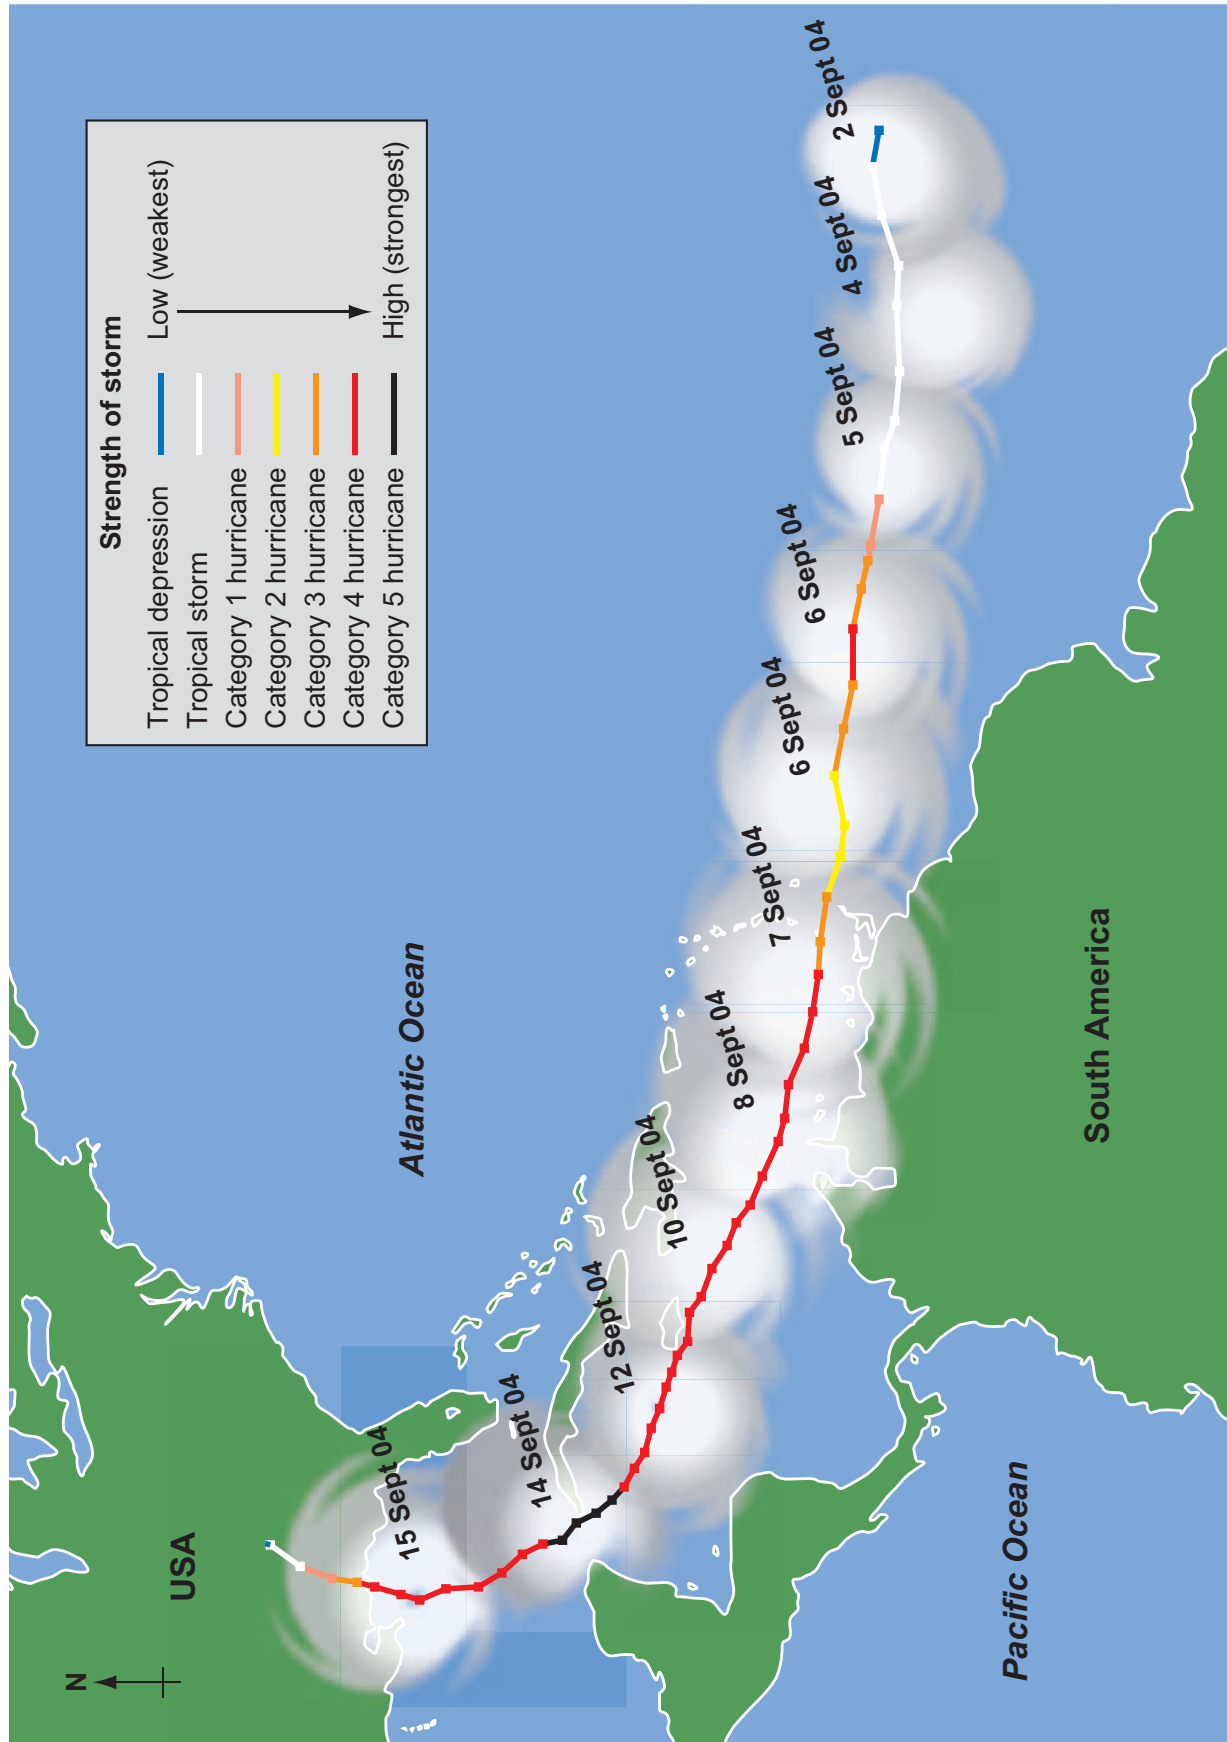 Strength of storm
Tropical depression
Low (weakest)
Tropical storm
Category 1 hurricane
Category 2 hurricane
Category 3 hurricane
Category 4 hurricane
Category 5 hurricane
High (strongest)
N
USA
Atlantic Ocean
15 Sept 04
14 Sept 04
12 Sept 04
10 Sept 04
8 Sept 04
7 Sept 04
6 Sept 04
6 Sept 04
5 Sept 04
4 Sept 04
2 Sept 04
Pacific Ocean
South America